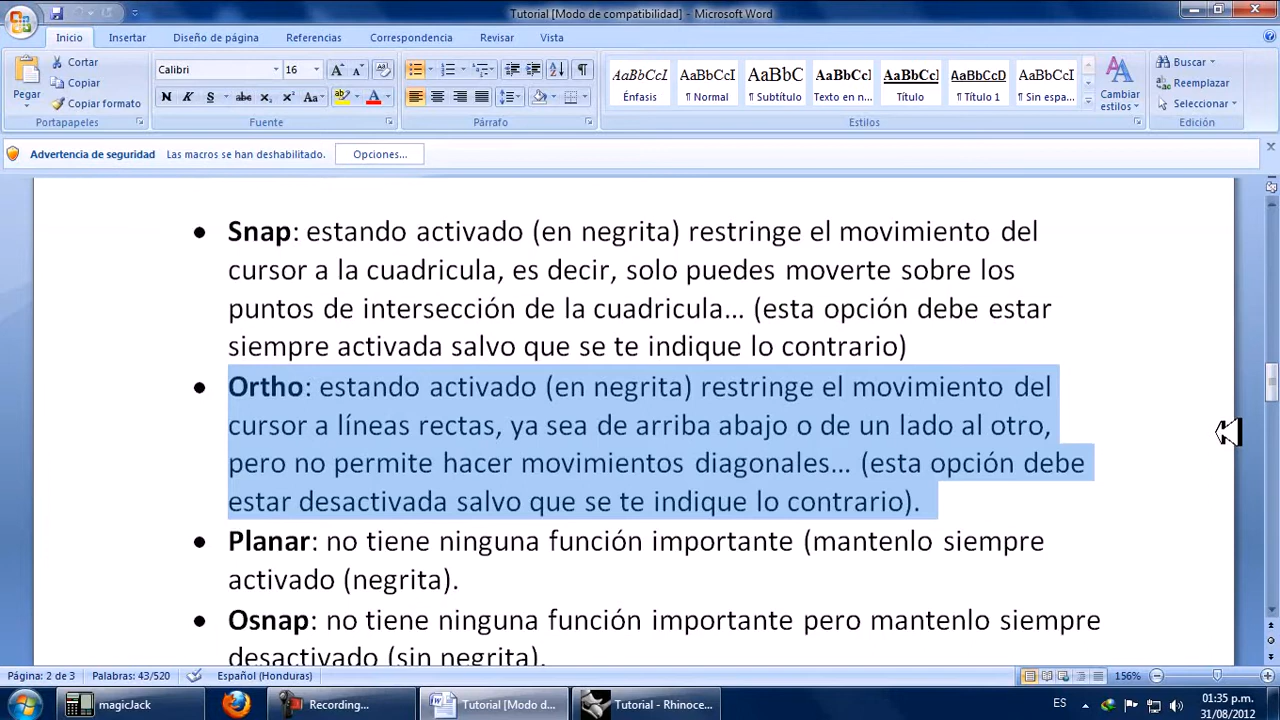 Tutorial [Modo de compatibilidad] - Microsoft Word
Inicio Insertar Diseño de página Referencias Correspondencia Revisar Vista
Pegar
Cortar
Copiar
Copiar formato
Portapapeles
Calibri 16
N K S abc x₂ x² Aa
Fuente
Párrafo
AaBbCcI AaBbCcI AaBbC AaBbCcI AaBbCcI AaBbCcD AaBbCcI
Énfasis ¶ Normal ¶ Subtítulo Texto en n... Título ¶ Título 1 ¶ Sin espa...
Cambiar
estilos
Estilos
Buscar
Reemplazar
Seleccionar
Edición
Advertencia de seguridad Las macros se han deshabilitado. Opciones...
• Snap: estando activado (en negrita) restringe el movimiento del
cursor a la cuadricula, es decir, solo puedes moverte sobre los
puntos de intersección de la cuadricula... (esta opción debe estar
siempre activada salvo que se te indique lo contrario)
• Ortho: estando activado (en negrita) restringe el movimiento del
cursor a líneas rectas, ya sea de arriba abajo o de un lado al otro,
pero no permite hacer movimientos diagonales... (esta opción debe
estar desactivada salvo que se te indique lo contrario).
• Planar: no tiene ninguna función importante (mantenlo siempre
activado (negrita).
• Osnap: no tiene ninguna función importante pero mantenlo siempre
desactivado (sin negrita).
Página: 2 de 3 Palabras: 43/520 Español (Honduras) 156%
magicJack Recording... Tutorial [Modo d... Tutorial - Rhinoce... ES 01:35 p.m.
31/08/2012